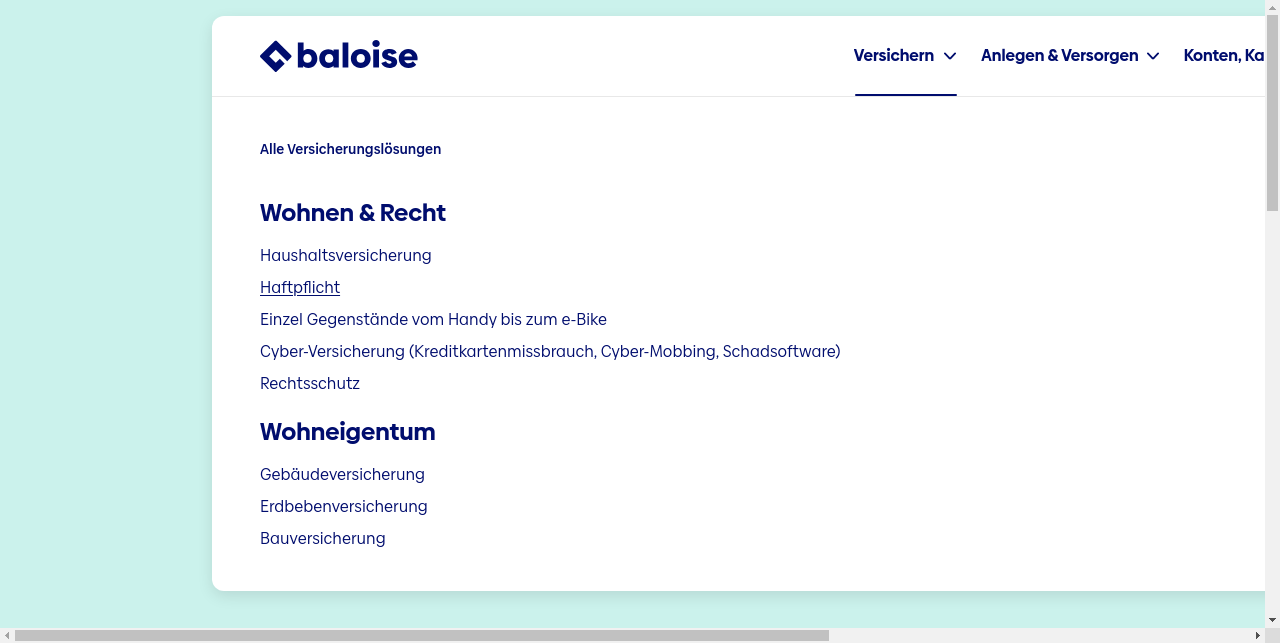 baloise
Versichern
Anlegen & Versorgen
Konten, Ka
Alle Versicherungslösungen
Wohnen & Recht
Haushaltsversicherung
Haftpflicht
Einzel Gegenstände vom Handy bis zum e-Bike
Cyber-Versicherung (Kreditkartenmissbrauch, Cyber-Mobbing, Schadsoftware)
Rechtsschutz
Wohneigentum
Gebäudeversicherung
Erdbebenversicherung
Bauversicherung